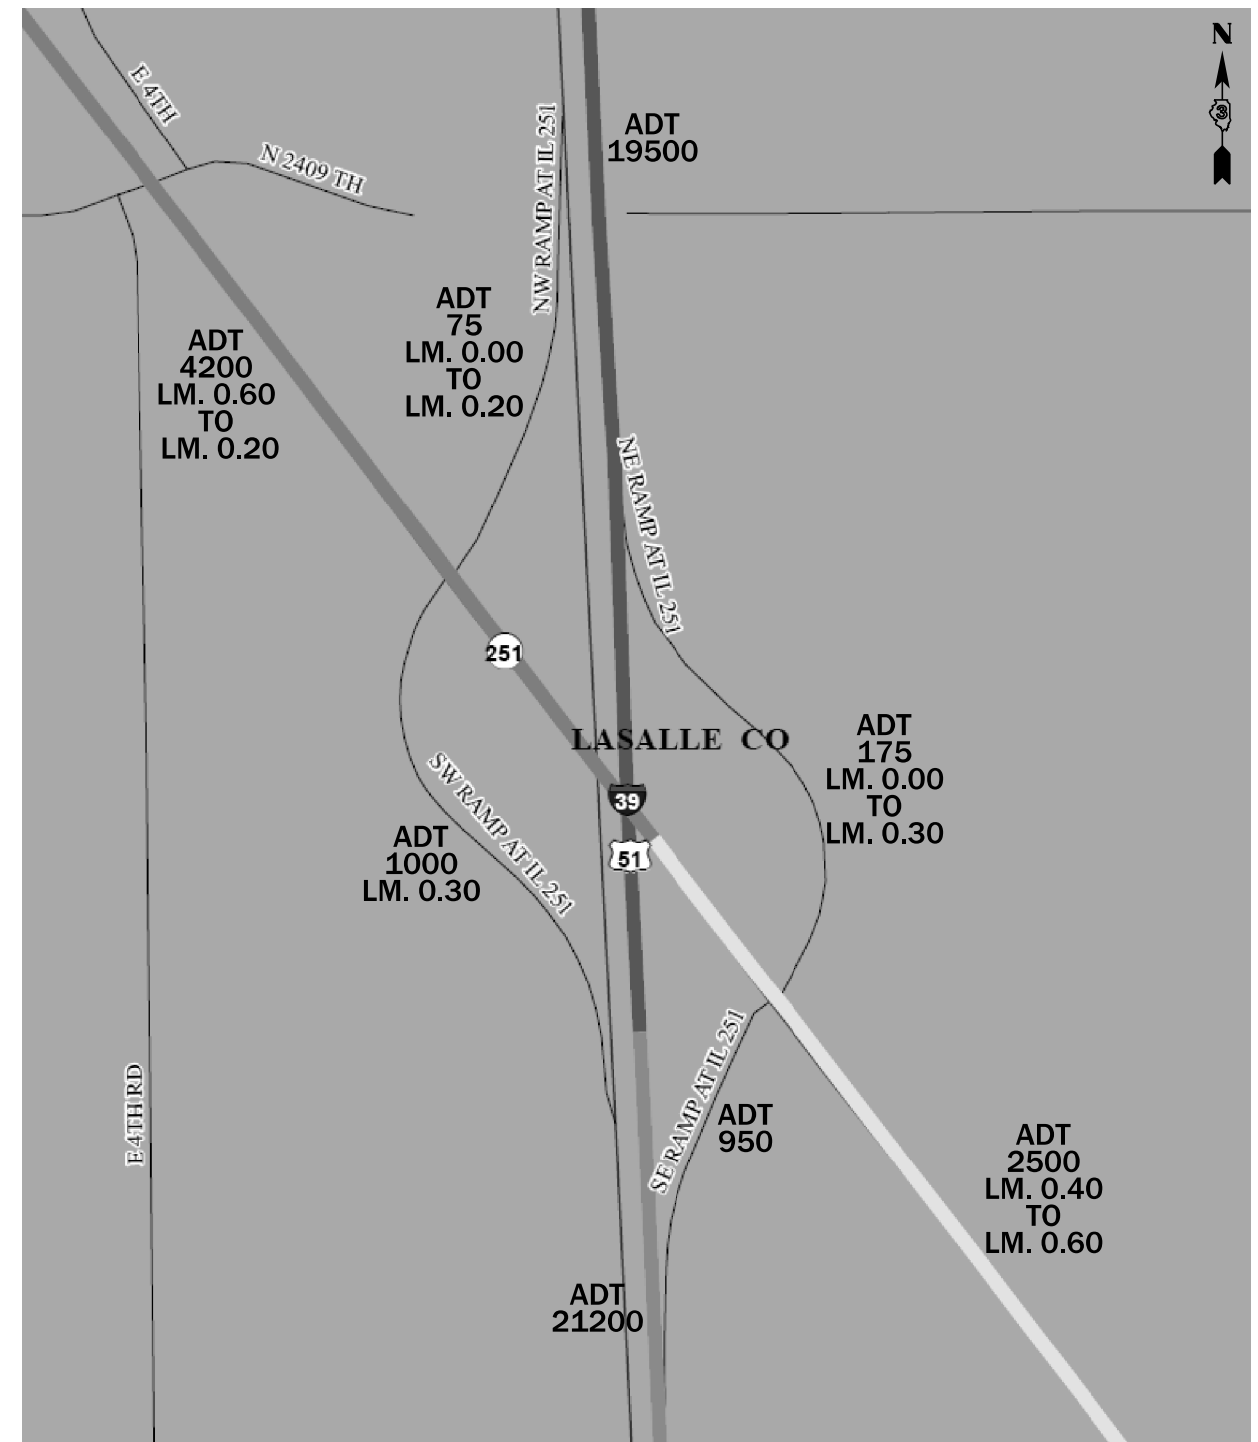 N
3
E 4TH
N 2409 TH
NW RAMP AT IL 251
ADT
19500
ADT
75
LM. 0.00
TO
LM. 0.20
ADT
4200
LM. 0.60
TO
LM. 0.20
NE RAMP AT IL 251
251
LASALLE CO
ADT
175
LM. 0.00
TO
LM. 0.30
39
51
SW RAMP AT IL 251
ADT
1000
LM. 0.30
E 4TH RD
SE RAMP AT IL 251
ADT
950
ADT
2500
LM. 0.40
TO
LM. 0.60
ADT
21200